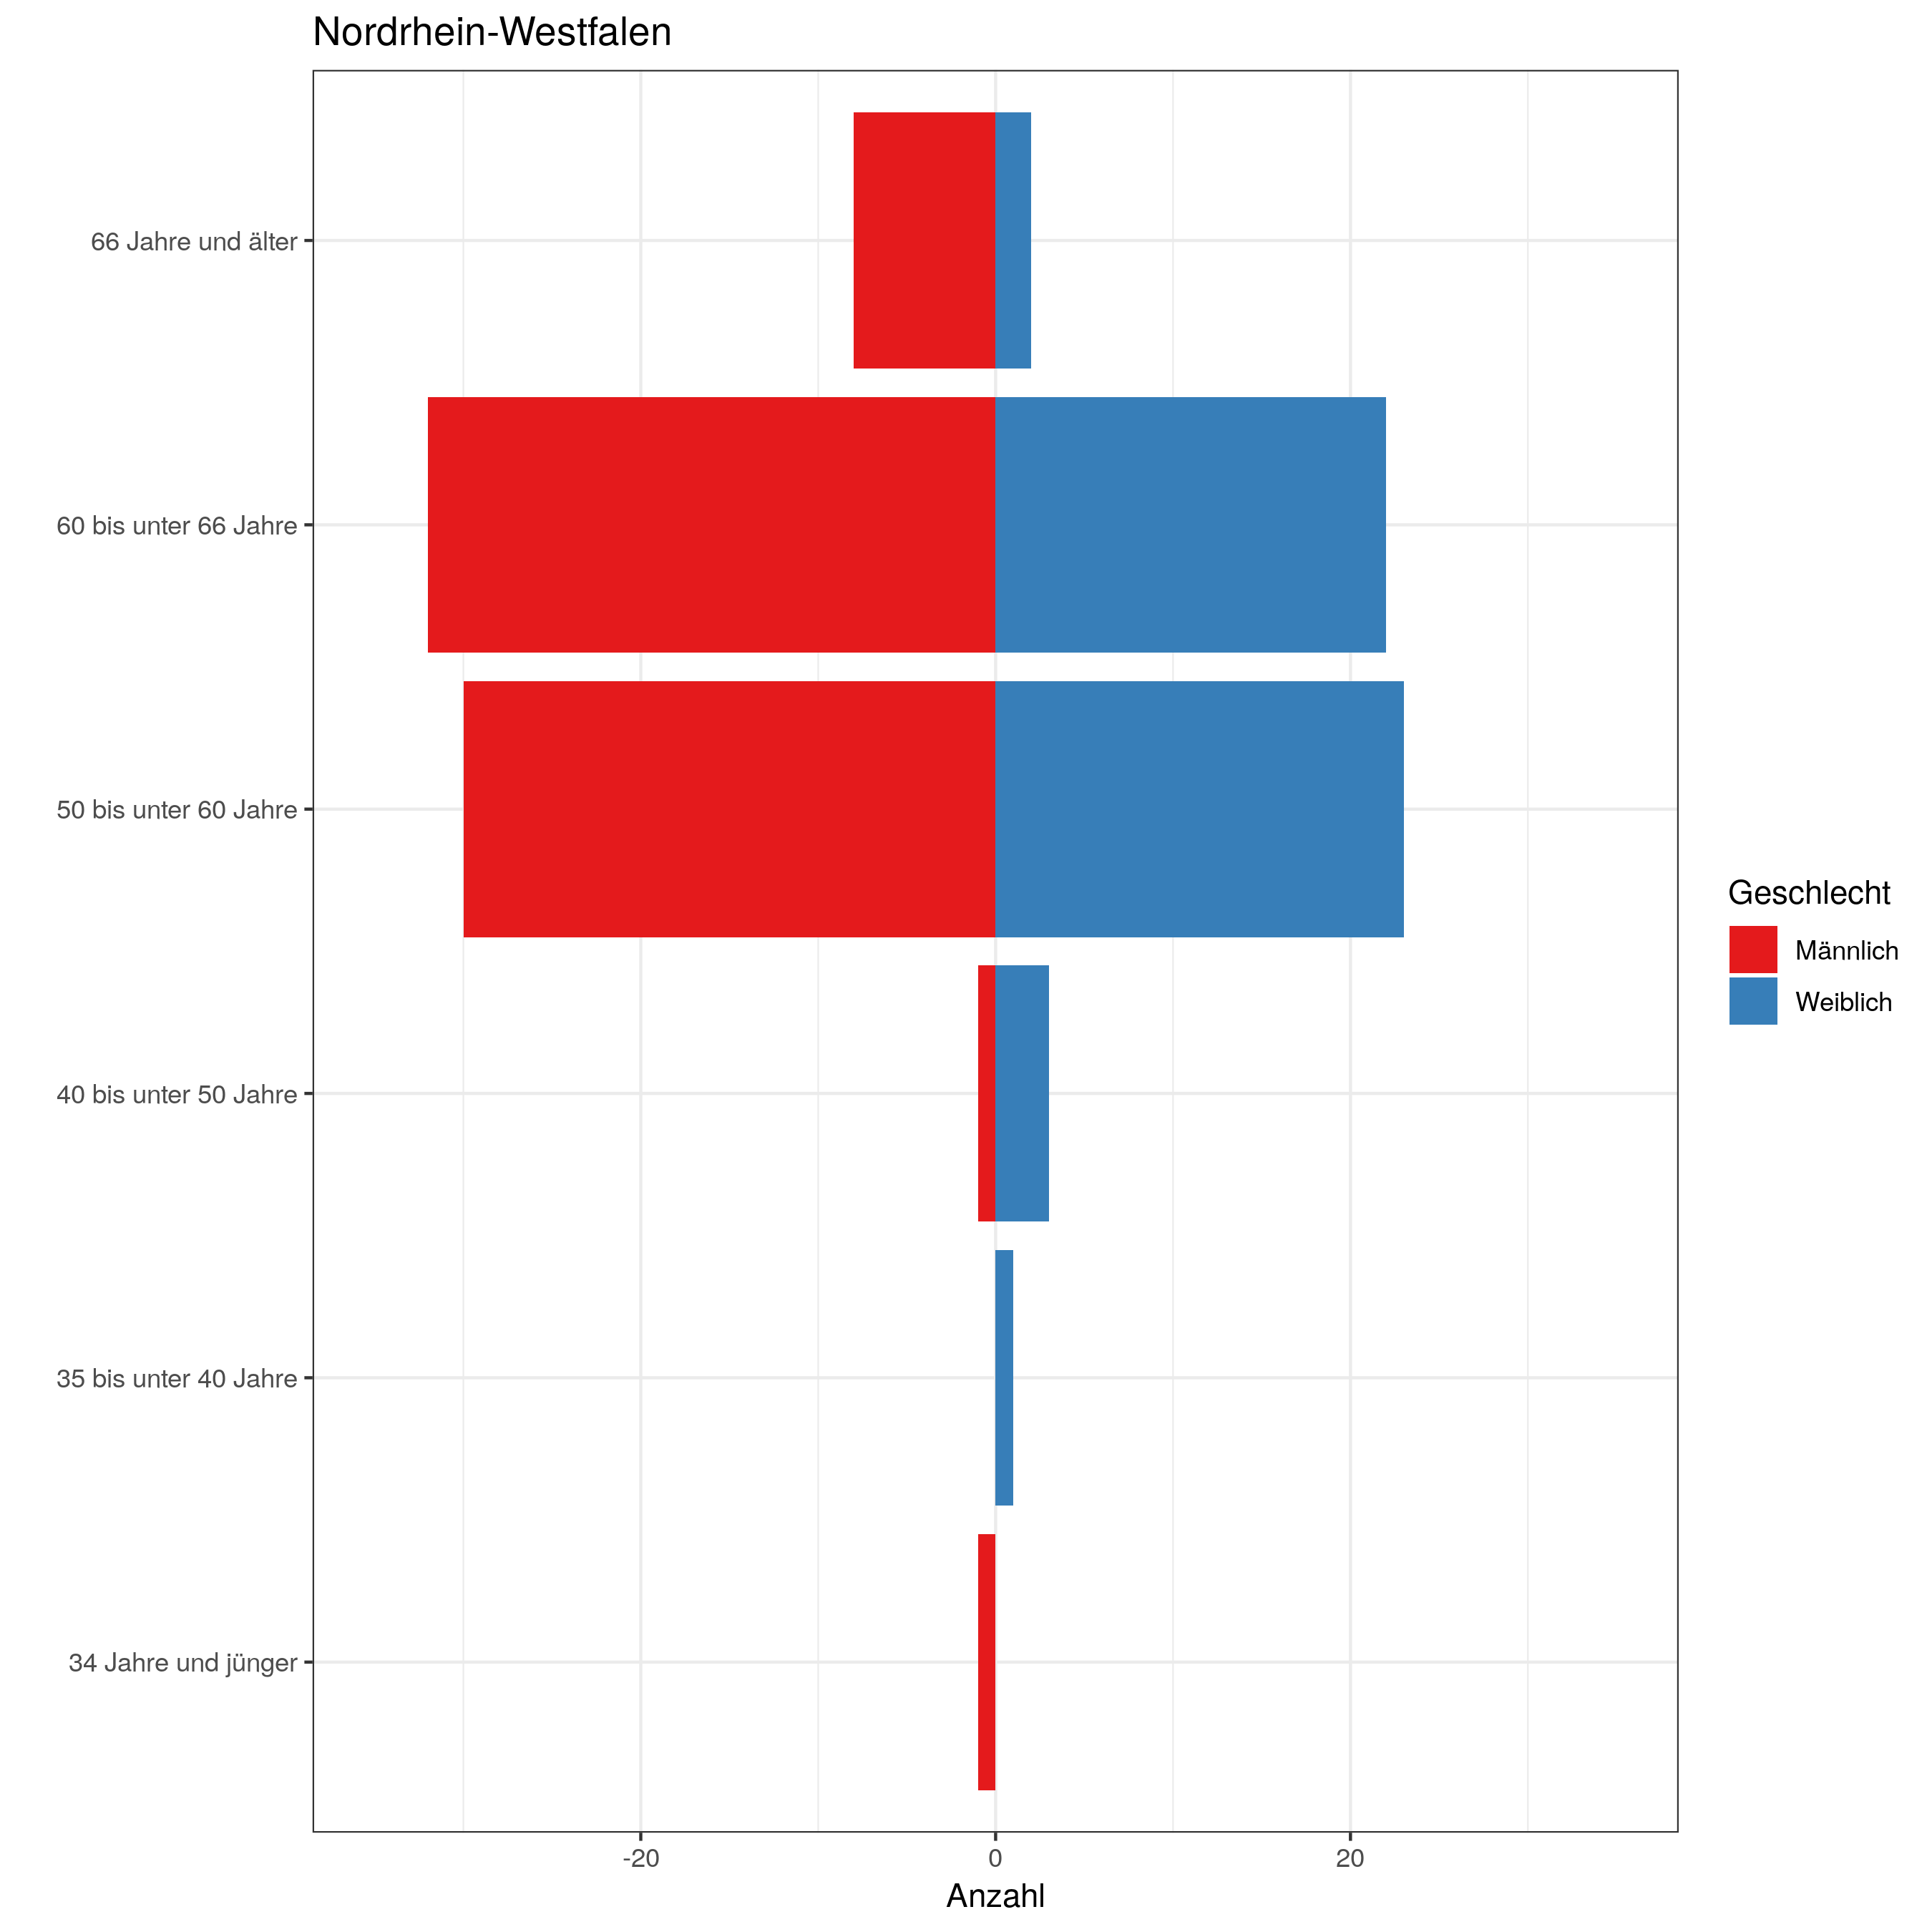 Nordrhein-Westfalen
66 Jahre und älter
60 bis unter 66 Jahre
50 bis unter 60 Jahre
40 bis unter 50 Jahre
35 bis unter 40 Jahre
34 Jahre und jünger
-20
0
20
Anzahl
Geschlecht
Männlich
Weiblich